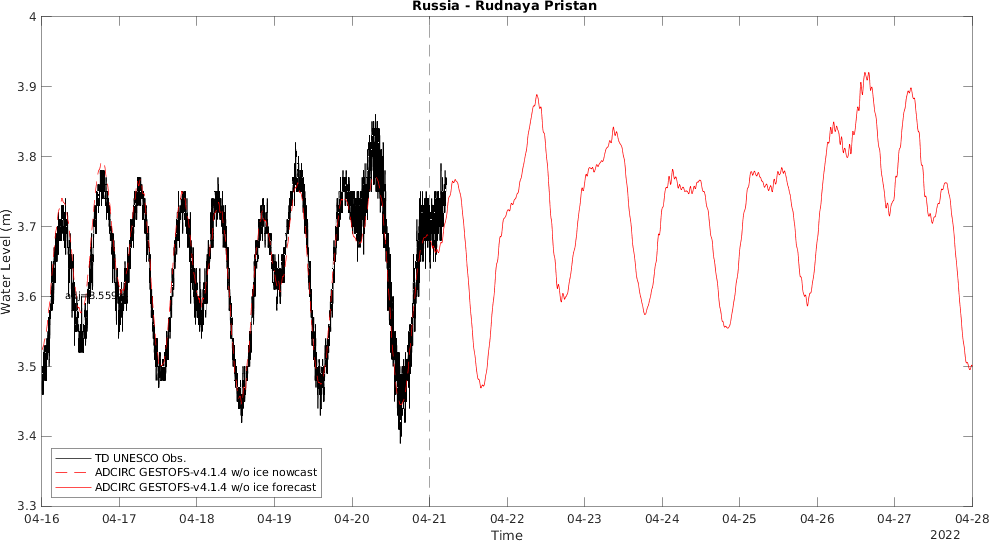 Russia - Rudnaya Pristan
4
3.9
3.8
3.7
3.6
3.5
3.4
3.3
Water Level (m)
TD UNESCO Obs.
ADCIRC GESTOFS-v4.1.4 w/o ice nowcast
ADCIRC GESTOFS-v4.1.4 w/o ice forecast
04-16 04-17 04-18 04-19 04-20 04-21 04-22 04-23 04-24 04-25 04-26 04-27 04-28
Time
2022